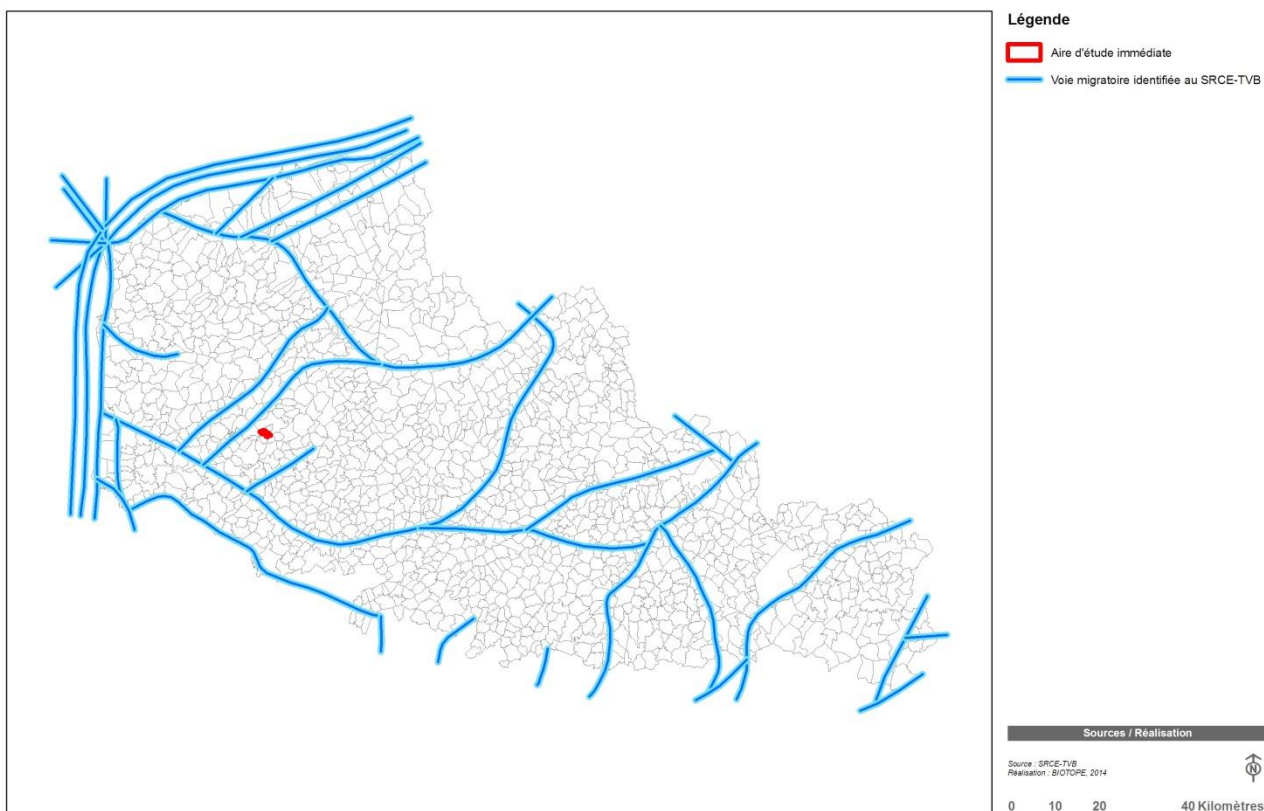 Légende
Aire d'étude immédiate
Voie migratoire identifiée au SRCE-TVB
Sources / Réalisation
Source : SRCE-TVB
Réalisation : BIOTOPE, 2014
N
0 10 20 40 Kilomètres